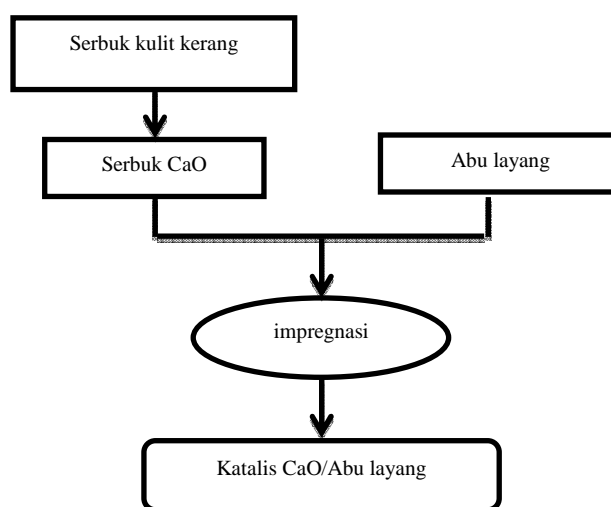 Serbuk kulit kerang
Serbuk CaO
Abu layang
impregnasi
Katalis CaO/Abu layang